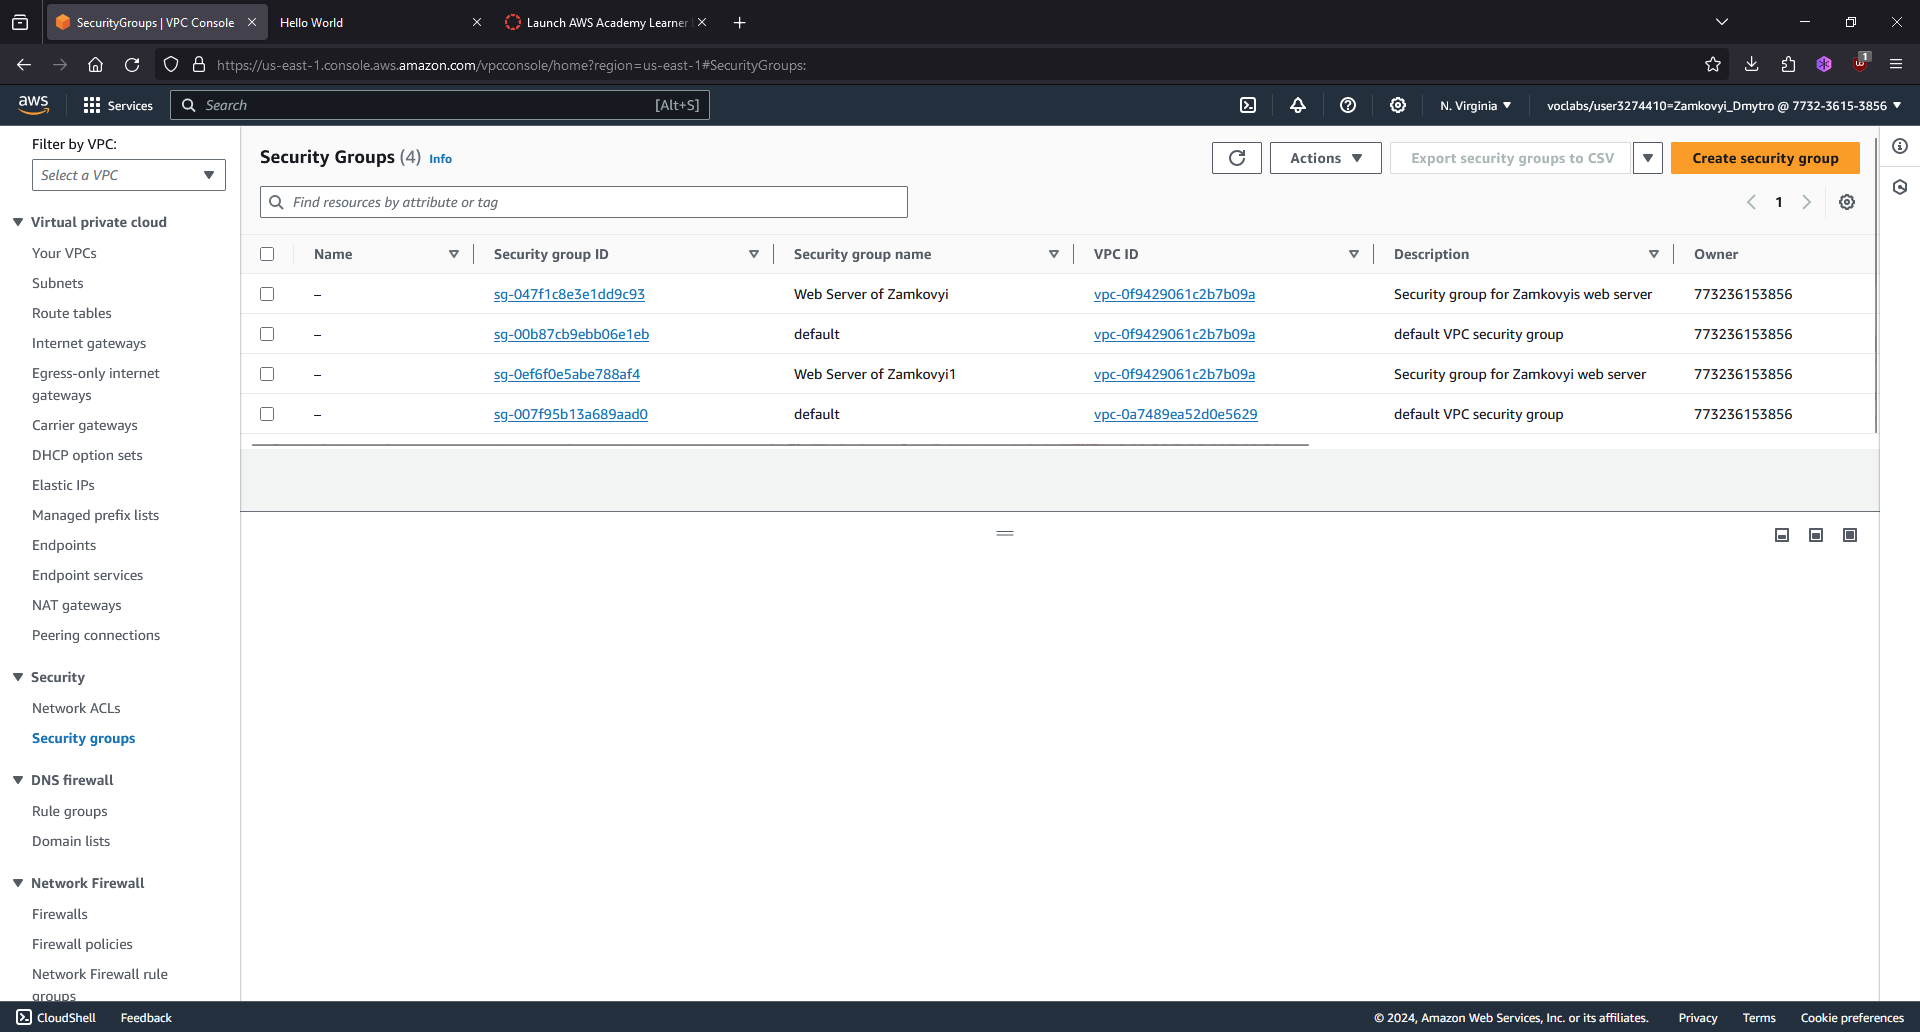 SecurityGroups | VPC Console
Hello World
Launch AWS Academy Learner
https://us-east-1.console.aws.amazon.com/vpcconsole/home?region=us-east-1#SecurityGroups:
1
aws
Services
Search
[Alt+S]
N. Virginia
voclabs/user3274410=Zamkovyi_Dmytro @ 7732-3615-3856
Filter by VPC:
Select a VPC
Virtual private cloud
Your VPCs
Subnets
Route tables
Internet gateways
Egress-only internet
gateways
Carrier gateways
DHCP option sets
Elastic IPs
Managed prefix lists
Endpoints
Endpoint services
NAT gateways
Peering connections
Security
Network ACLs
Security groups
DNS firewall
Rule groups
Domain lists
Network Firewall
Firewalls
Firewall policies
Network Firewall rule
groups
Security Groups (4) Info
Actions
Export security groups to CSV
Create security group
Find resources by attribute or tag
1
Name Security group ID Security group name VPC ID Description Owner
– sg-047f1c8e3e1dd9c93 Web Server of Zamkovyi vpc-0f9429061c2b7b09a Security group for Zamkovyis web server 773236153856
– sg-00b87cb9ebb06e1eb default vpc-0f9429061c2b7b09a default VPC security group 773236153856
– sg-0ef6f0e5abe788af4 Web Server of Zamkovyi1 vpc-0f9429061c2b7b09a Security group for Zamkovyi web server 773236153856
– sg-007f95b13a689aad0 default vpc-0a7489ea52d0e5629 default VPC security group 773236153856
CloudShell
Feedback
© 2024, Amazon Web Services, Inc. or its affiliates.
Privacy
Terms
Cookie preferences